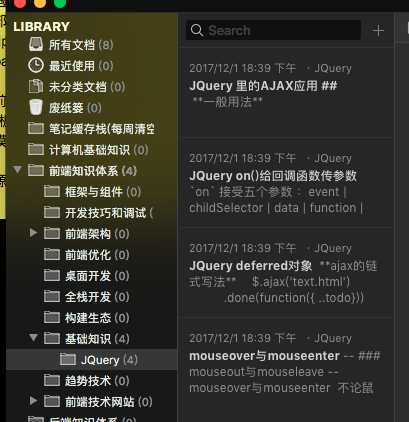 LIBRARY
所有文档 (8)
最近使用 (0)
未分类文档 (0)
废纸篓 (0)
笔记缓存栈(每周清空
计算机基础知识 (0)
前端知识体系 (4)
框架与组件 (0)
开发技巧和调试 (
前端架构 (0)
前端优化 (0)
桌面开发 (0)
全栈开发 (0)
构建生态 (0)
基础知识 (4)
JQuery (4)
趋势技术 (0)
前端技术网站 (0)
Search
2017/12/1 18:39 下午 · JQuery
JQuery 里的AJAX应用 ##
**一般用法**
2017/12/1 18:39 下午 · JQuery
JQuery on()给回调函数传参数
`on` 接受五个参数： event |
childSelector | data | function |
2017/12/1 18:39 下午 · JQuery
JQuery deferred对象 **ajax的链
式写法** $.ajax('text.html')
.done(function({ ..todo}))
2017/12/1 18:39 下午 · JQuery
mouseover与mouseenter -- ###
mouseout与mouseleave --
mouseover与mouseenter 不论鼠